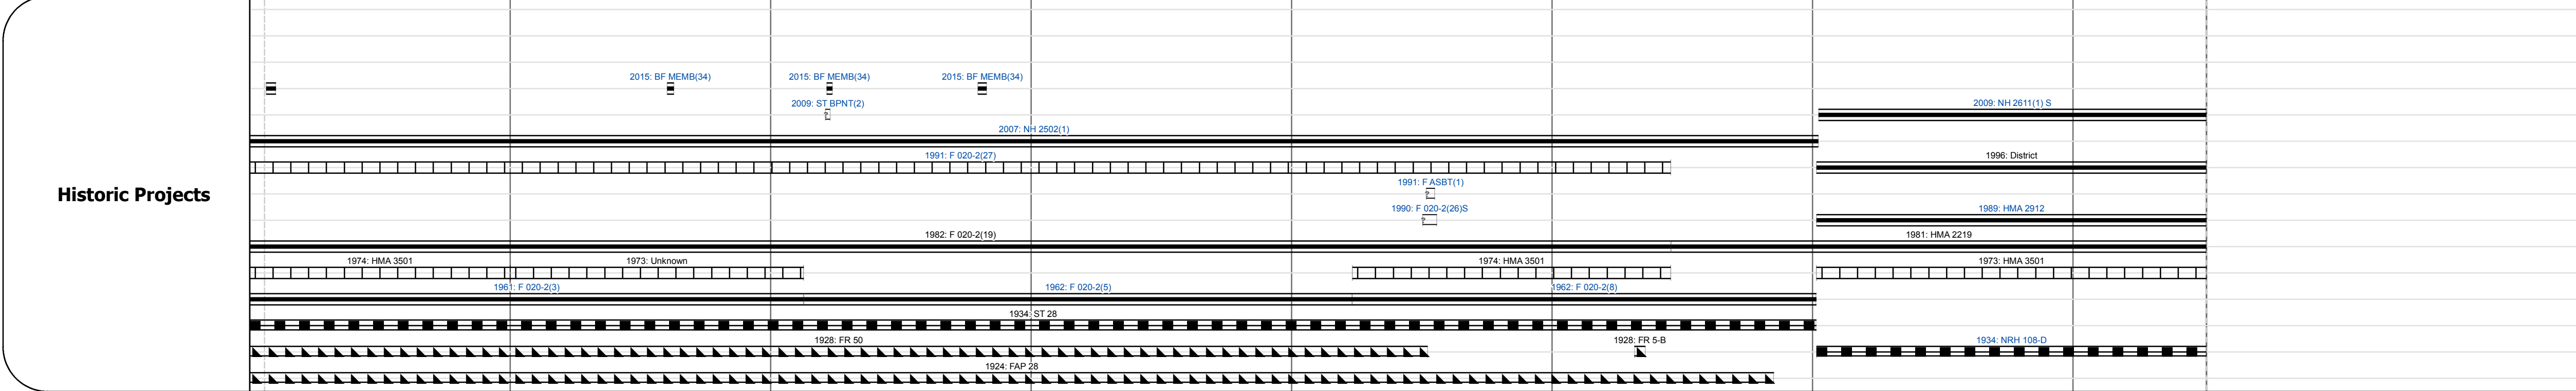 Historic Projects
2015: BF MEMB(34)
2015: BF MEMB(34)
2015: BF MEMB(34)
2009: ST BPNT(2)
?
2009: NH 2611(1) S
2007: NH 2502(1)
1991: F 020-2(27)
1996: District
1991: F ASBT(1)
?
1990: F 020-2(26)S
?
1989: HMA 2912
1982: F 020-2(19)
1981: HMA 2219
1974: HMA 3501
1973: Unknown
1974: HMA 3501
1973: HMA 3501
1961: F 020-2(3)
1962: F 020-2(5)
1962: F 020-2(8)
1934: ST 28
1928: FR 50
1928: FR 5-B
1934: NRH 108-D
1924: FAP 28